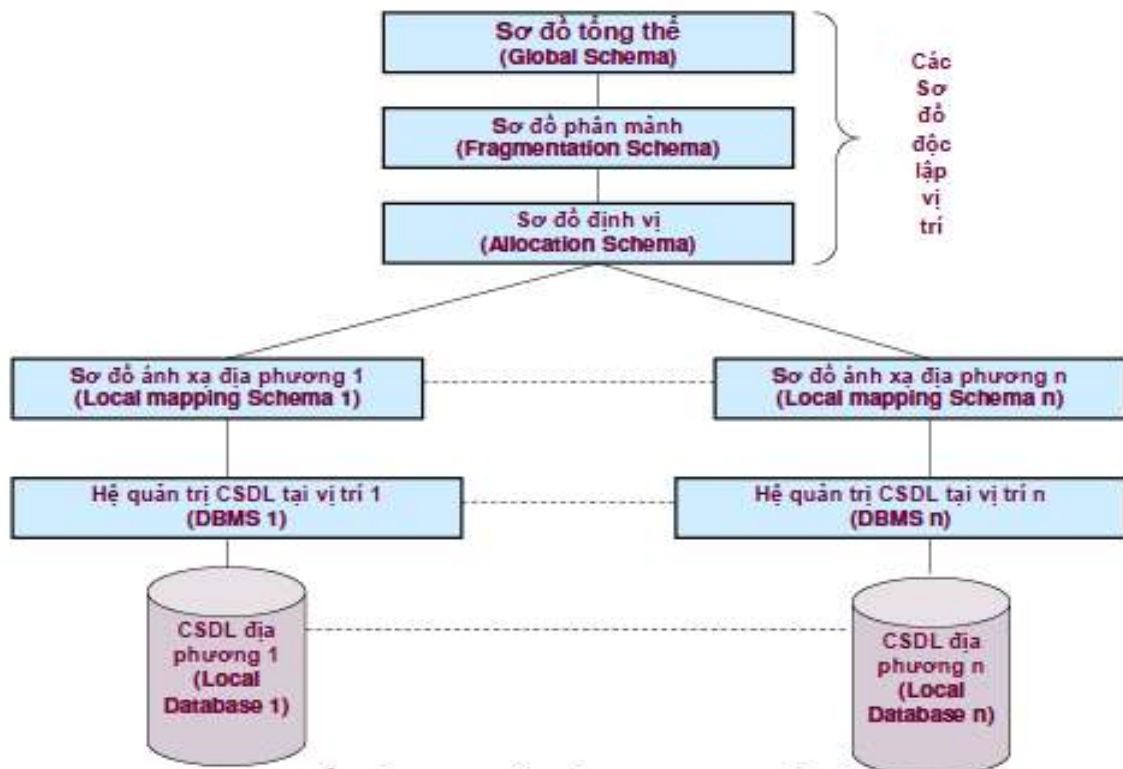 Sơ đồ tổng thể
(Global Schema)
Sơ đồ phân mảnh
(Fragmentation Schema)
Sơ đồ định vị
(Allocation Schema)
Các
Sơ
đồ
độc
lập
vị
trí
Sơ đồ ánh xạ địa phương 1
(Local mapping Schema 1)
Sơ đồ ánh xạ địa phương n
(Local mapping Schema n)
Hệ quản trị CSDL tại vị trí 1
(DBMS 1)
Hệ quản trị CSDL tại vị trí n
(DBMS n)
CSDL địa
phương 1
(Local
Database 1)
CSDL địa
phương n
(Local
Database n)